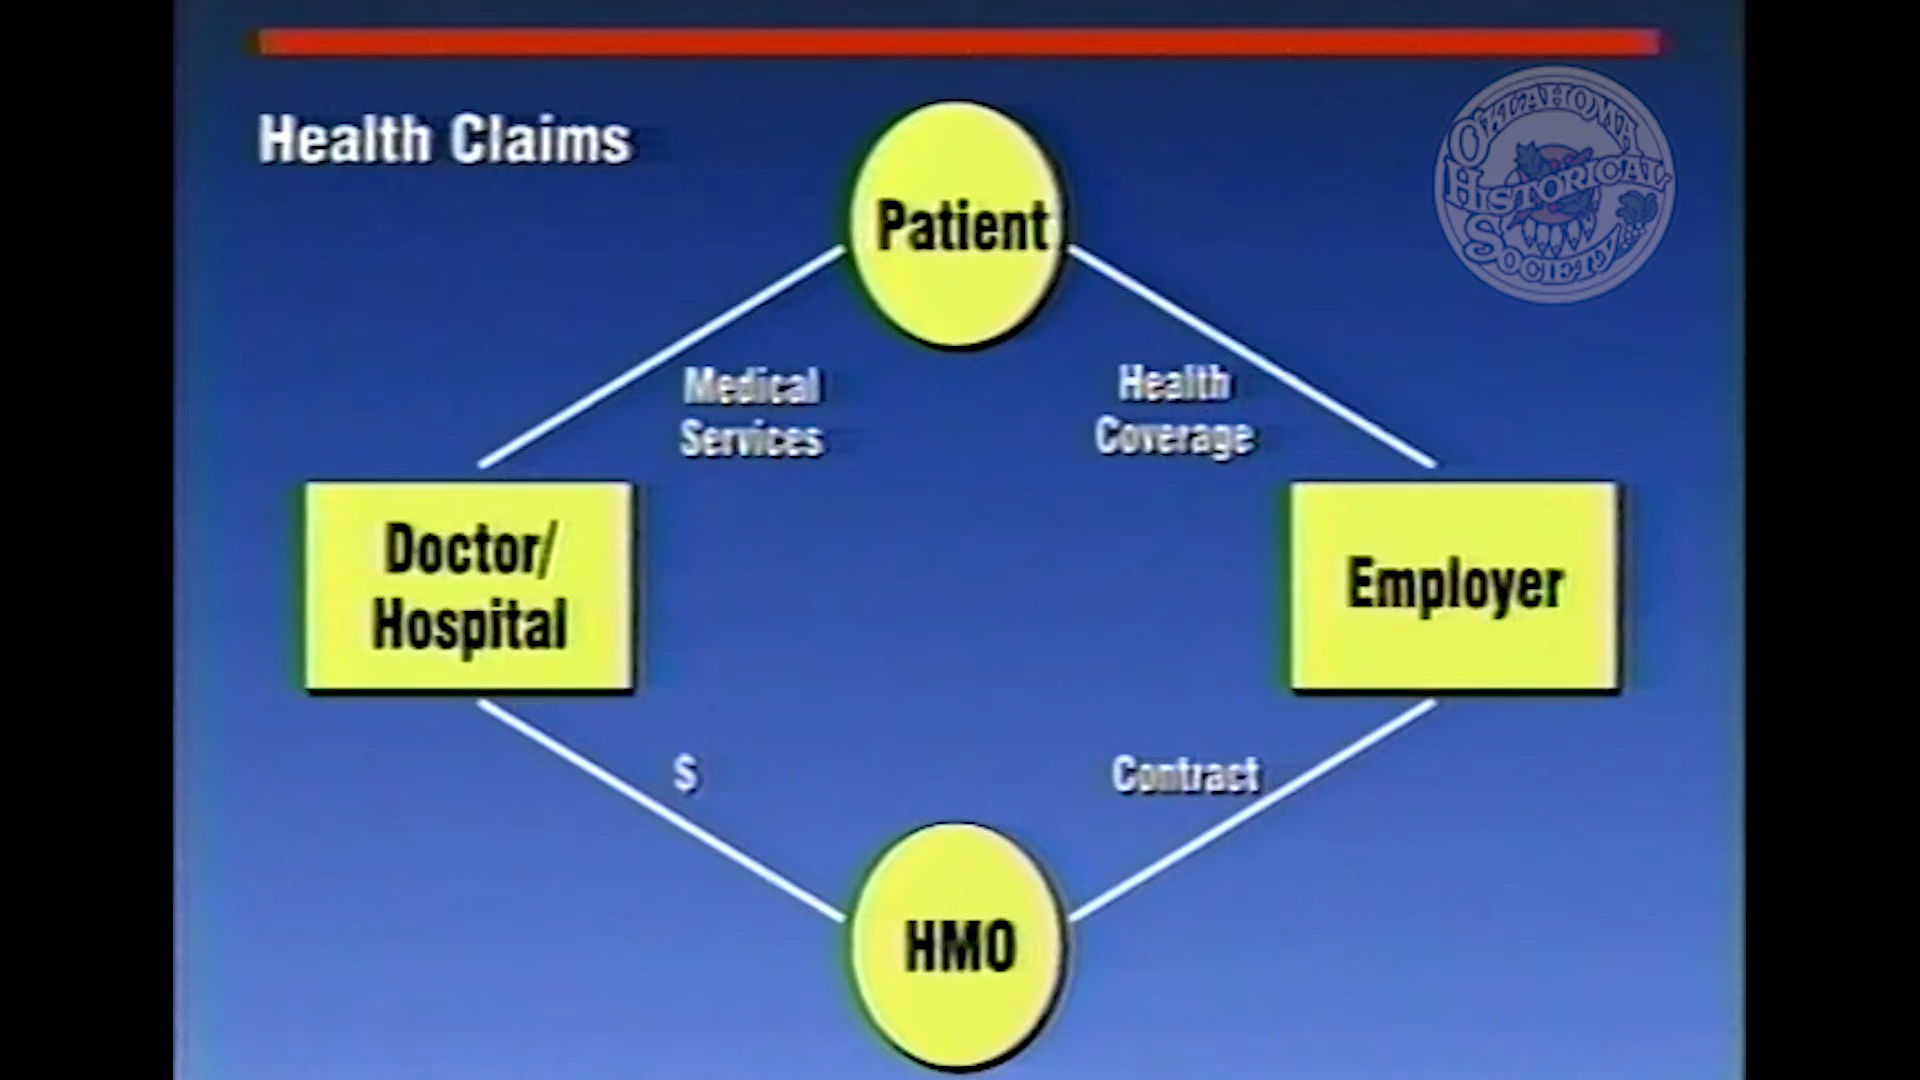 Health Claims
OKLAHOMA
HISTORICAL
SOCIETY
Patient
Medical
Services
Health
Coverage
Doctor/
Hospital
Employer
$
Contract
HMO